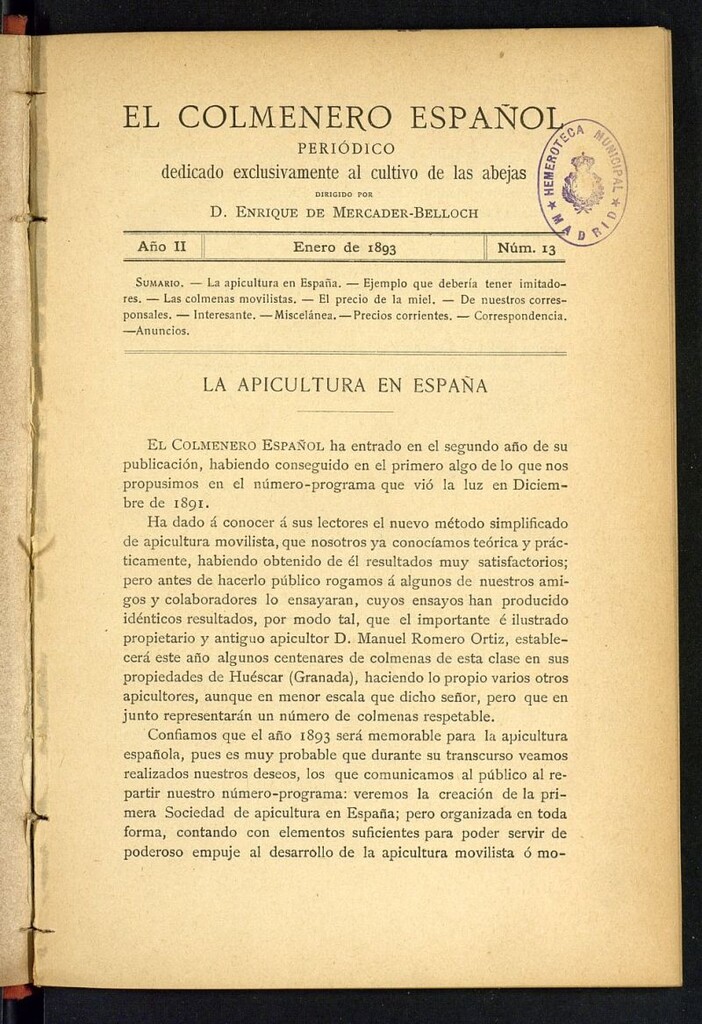 EL COLMENERO ESPAÑOL
PERIÓDICO
dedicado exclusivamente al cultivo de las abejas
DIRIGIDO POR
D. ENRIQUE DE MERCADER-BELLOCH
HEMEROTECA MUNICIPAL
★ MADRID ★
Año II Enero de 1893 Núm. 13
SUMARIO. — La apicultura en España. — Ejemplo que debería tener imitado-
res. — Las colmenas movilistas. — El precio de la miel. — De nuestros corres-
ponsales. — Interesante. — Miscelánea. — Precios corrientes. — Correspondencia.
—Anuncios.
LA APICULTURA EN ESPAÑA
EL COLMENERO ESPAÑOL ha entrado en el segundo año de su
publicación, habiendo conseguido en el primero algo de lo que nos
propusimos en el número-programa que vió la luz en Diciem-
bre de 1891.
Ha dado á conocer á sus lectores el nuevo método simplificado
de apicultura movilista, que nosotros ya conocíamos teórica y prác-
ticamente, habiendo obtenido de él resultados muy satisfactorios;
pero antes de hacerlo público rogamos á algunos de nuestros ami-
gos y colaboradores lo ensayaran, cuyos ensayos han producido
idénticos resultados, por modo tal, que el importante é ilustrado
propietario y antiguo apicultor D. Manuel Romero Ortiz, estable-
cerá este año algunos centenares de colmenas de esta clase en sus
propiedades de Huéscar (Granada), haciendo lo propio varios otros
apicultores, aunque en menor escala que dicho señor, pero que en
junto representarán un número de colmenas respetable.
Confiamos que el año 1893 será memorable para la apicultura
española, pues es muy probable que durante su transcurso veamos
realizados nuestros deseos, los que comunicamos al público al re-
partir nuestro número-programa: veremos la creación de la pri-
mera Sociedad de apicultura en España; pero organizada en toda
forma, contando con elementos suficientes para poder servir de
poderoso empuje al desarrollo de la apicultura movilista ó mo-